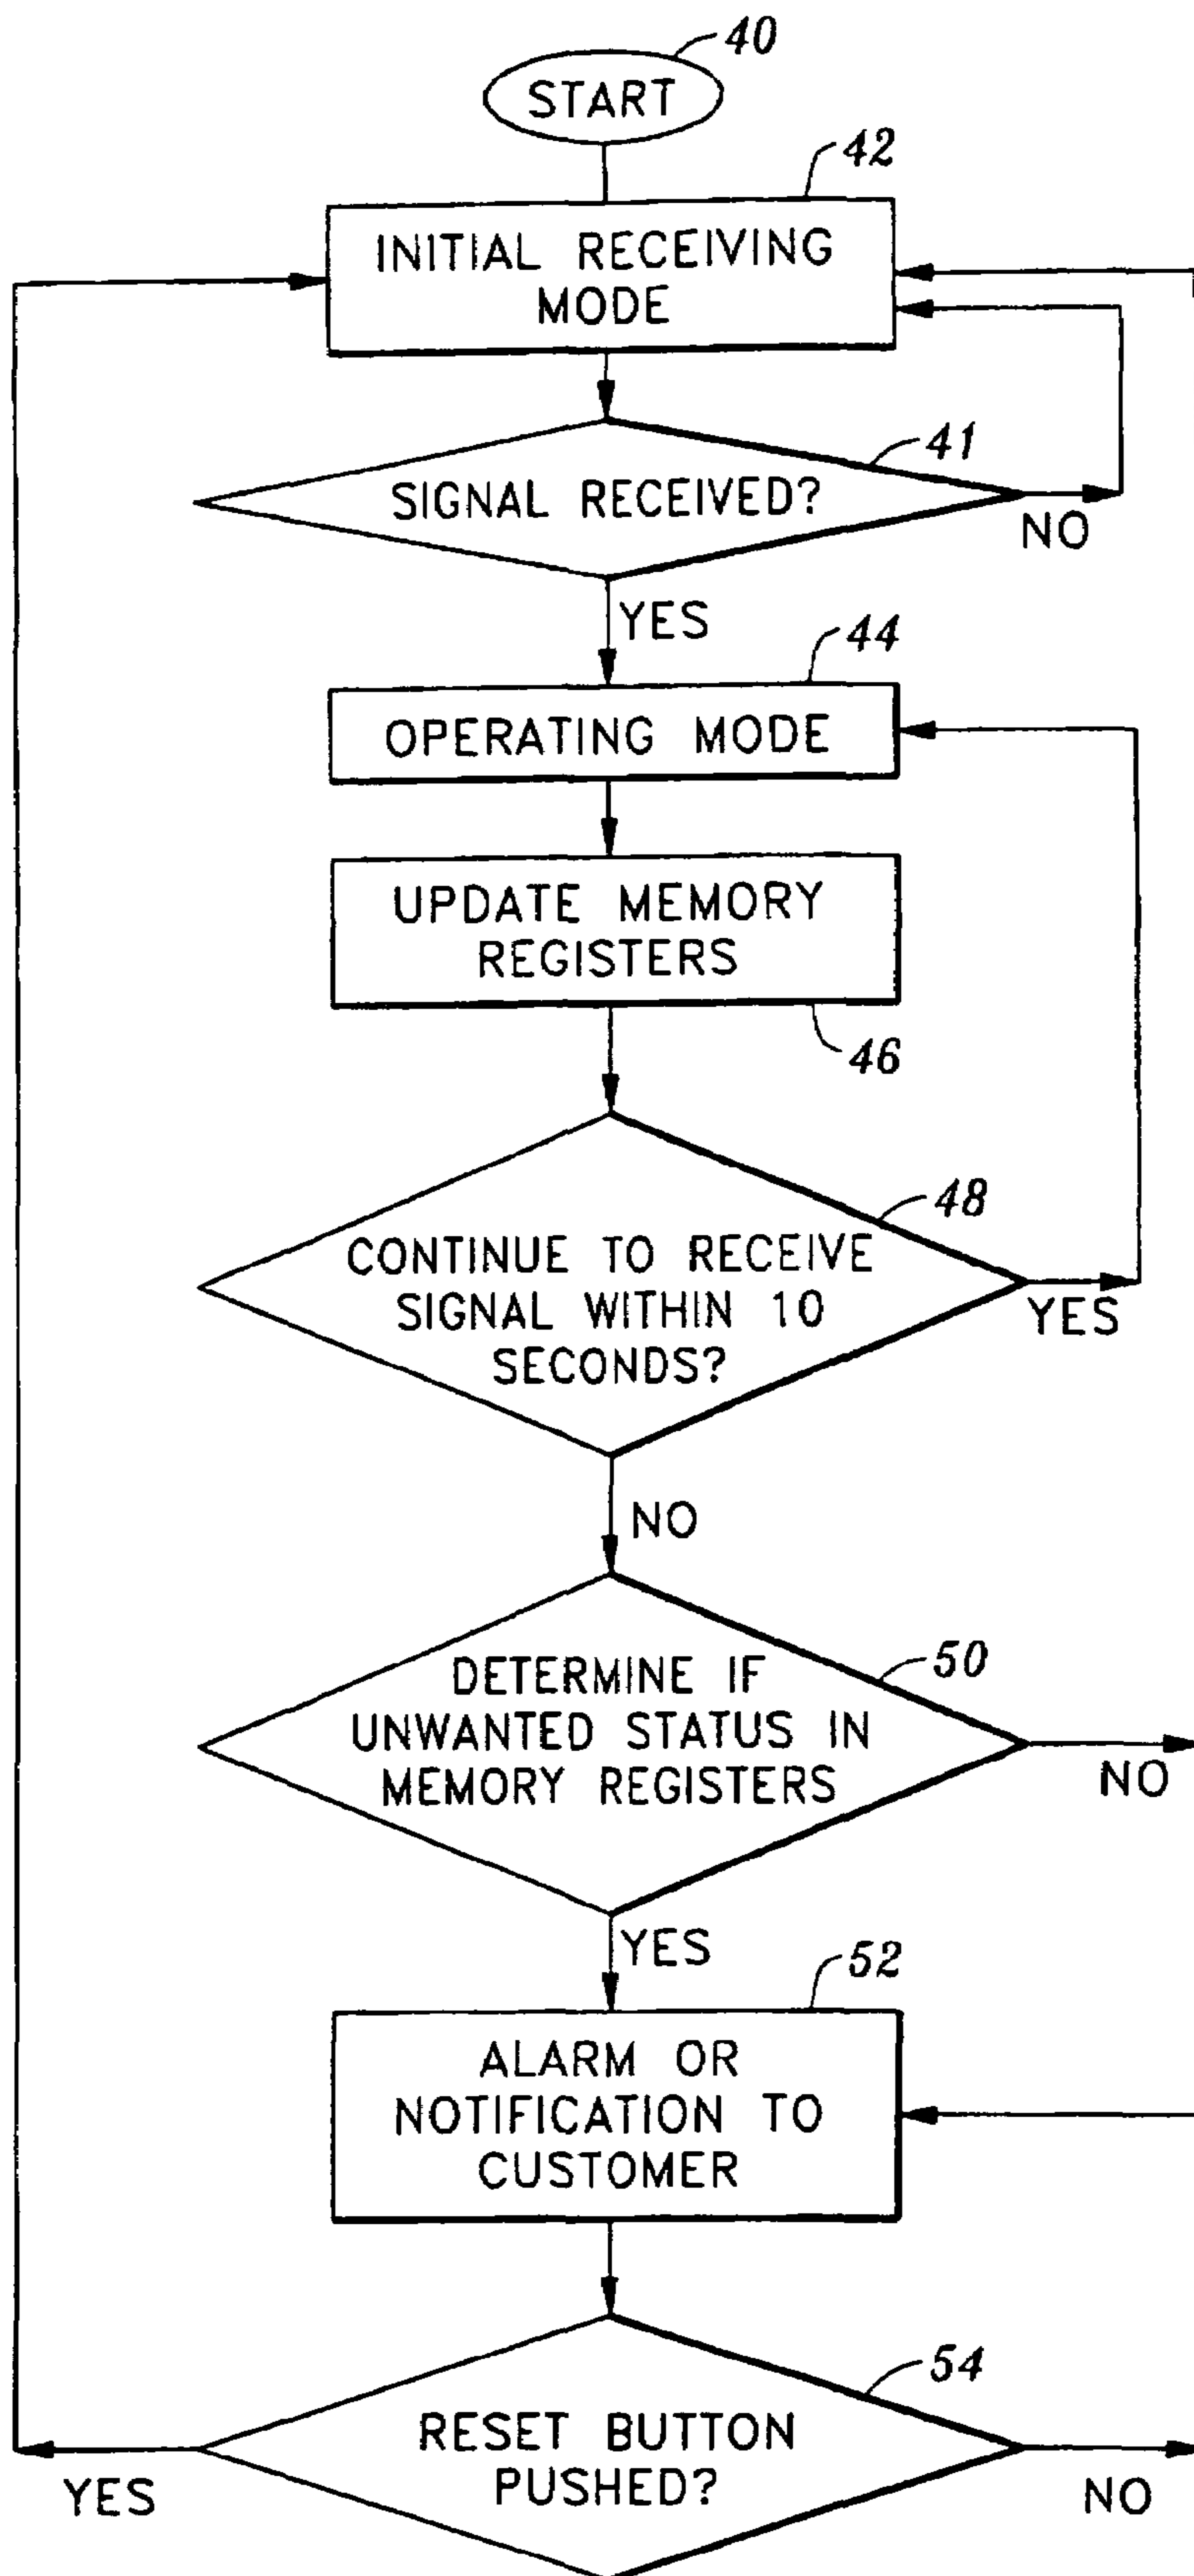 40
START
42
INITIAL RECEIVING
MODE
41
SIGNAL RECEIVED?
NO
YES
44
OPERATING MODE
UPDATE MEMORY
REGISTERS
46
48
CONTINUE TO RECEIVE
SIGNAL WITHIN 10
SECONDS?
YES
NO
50
DETERMINE IF
UNWANTED STATUS IN
MEMORY REGISTERS
NO
YES
52
ALARM OR
NOTIFICATION TO
CUSTOMER
54
RESET BUTTON
PUSHED?
YES
NO